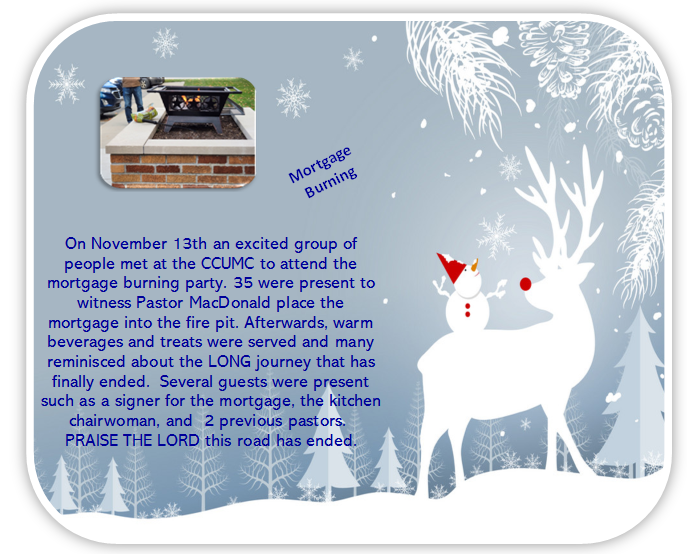 Mortgage
Burning
On November 13th an excited group of
people met at the CCUMC to attend the
mortgage burning party. 35 were present to
witness Pastor MacDonald place the
mortgage into the fire pit. Afterwards, warm
beverages and treats were served and many
reminisced about the LONG journey that has
finally ended. Several guests were present
such as a signer for the mortgage, the kitchen
chairwoman, and 2 previous pastors.
PRAISE THE LORD this road has ended.